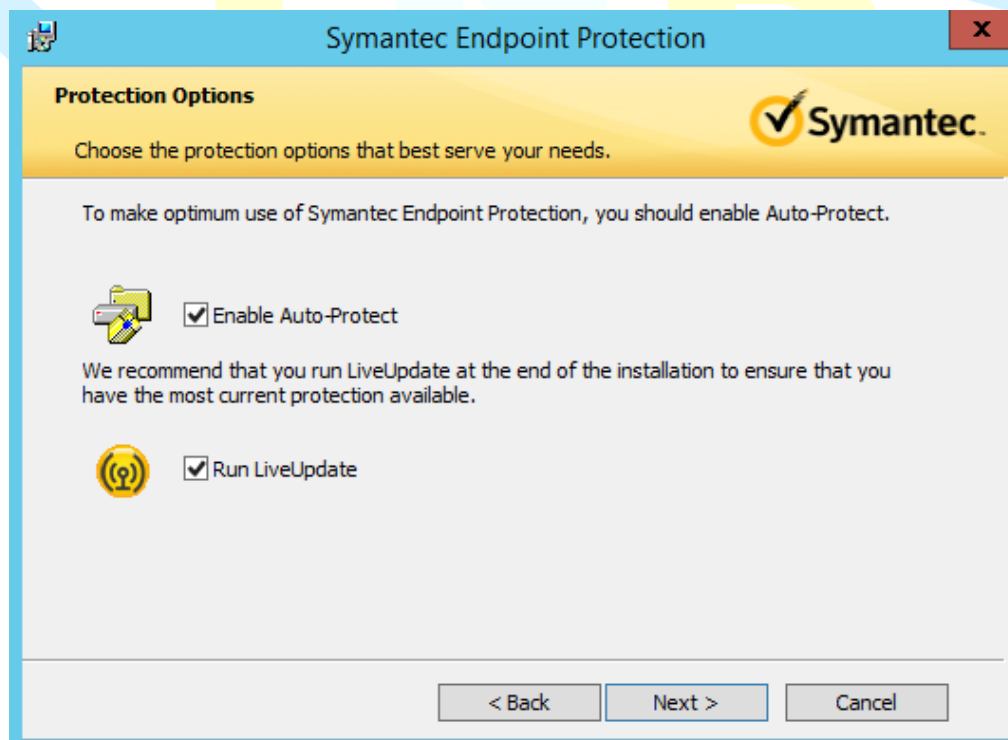 Symantec Endpoint Protection
x
Protection Options
Choose the protection options that best serve your needs.
Symantec.
To make optimum use of Symantec Endpoint Protection, you should enable Auto-Protect.
Enable Auto-Protect
We recommend that you run LiveUpdate at the end of the installation to ensure that you
have the most current protection available.
Run LiveUpdate
< Back
Next >
Cancel